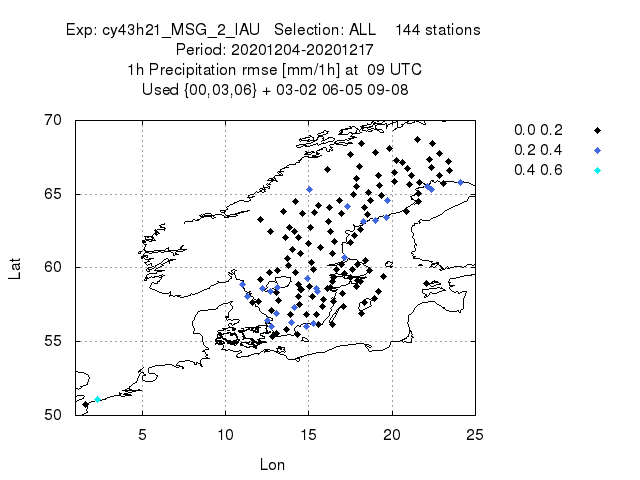 Exp: cy43h21_MSG_2_IAU Selection: ALL 144 stations
Period: 20201204-20201217
1h Precipitation rmse [mm/1h] at 09 UTC
Used {00,03,06} + 03-02 06-05 09-08
70
65
60
55
50
Lat
5 10 15 20 25
Lon
0.0 0.2
0.2 0.4
0.4 0.6